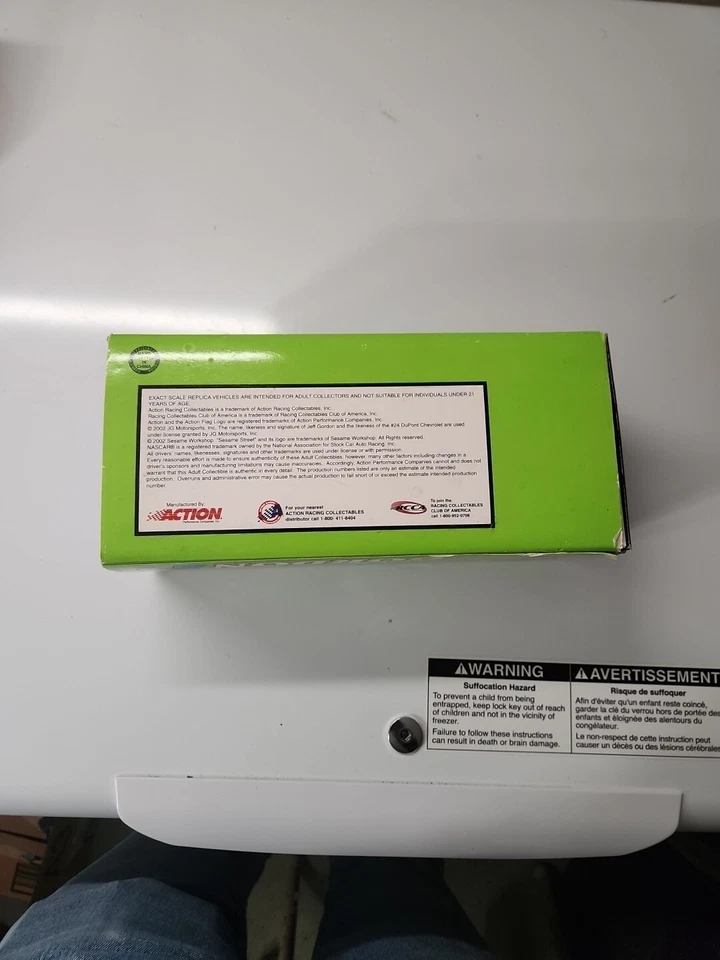 MADE
IN
CHINA
EXACT SCALE REPLICA VEHICLES ARE INTENDED FOR ADULT COLLECTORS AND NOT SUITABLE FOR INDIVIDUALS UNDER 21
YEARS OF AGE.
Action Racing Collectables is a trademark of Action Racing Collectables, Inc.
Racing Collectables Club of America is a trademark of Racing Collectables Club of America, Inc.
Action and the Action Flag Logo are registered trademarks of Action Performance Companies, Inc.
© 2002 JG Motorsports, Inc. The name, likeness and signature of Jeff Gordon and the likeness of the #24 DuPont Chevrolet are used
under license granted by JG Motorsports, Inc.
© 2002 Sesame Workshop. "Sesame Street" and its logo are trademarks of Sesame Workshop. All Rights reserved.
NASCAR® is a registered trademark owned by the National Association for Stock Car Auto Racing, Inc.
All drivers' names, likenesses, signatures and other trademarks are used under license or with permission.
Every reasonable effort is made to ensure authenticity of these Adult Collectibles; however, many other factors including changes in a
driver's sponsors and manufacturing limitations may cause inaccuracies. Accordingly, Action Performance Companies cannot and does not
warrant that this Adult Collectible is authentic in every detail. The production numbers listed are only an estimate of the intended
production. Overruns and administrative error may cause the actual production to fall short of or exceed the estimate production
number.
Manufactured By:
ACTION
Performance Companies, Inc.
For your nearest
ACTION RACING COLLECTABLES
distributor call 1-800- 411-8404
RCCA
To join the
RACING COLLECTABLES
CLUB OF AMERICA
call 1-800-952-0708
WARNING
Suffocation Hazard
To prevent a child from being
entrapped, keep lock key out of reach
of children and not in the vicinity of
freezer.
Failure to follow these instructions
can result in death or brain damage.
AVERTISSEMENT
Risque de suffoquer
Afin d'éviter qu'un enfant reste coincé,
garder la clé du verrou hors de portée des
enfants et éloignée des alentours du
congélateur.
Le non-respect de cette instruction peut
causer un décès ou des lésions cérébrales